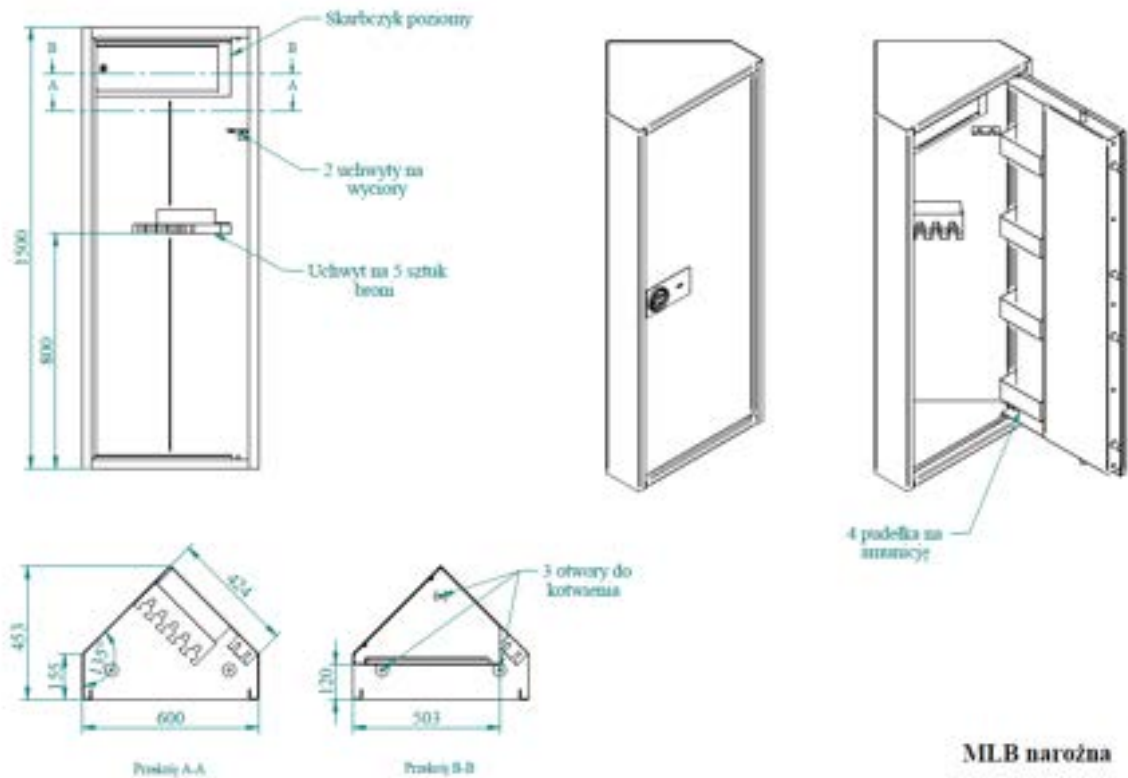 Skarbczyk poziomy
B
B
A
A
2 uchwyty na
wyciory
1500
Uchwyt na 5 sztuk
broni
800
4 pudełka na
amunicję
3 otwory do
kotwienia
424
453
155
135°
120
600
503
Przekrój A-A
Przekrój B-B
MLB narożna